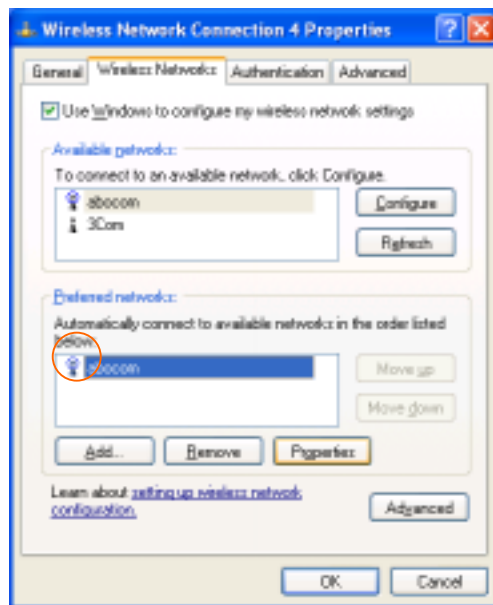 Wireless Network Connection 4 Properties
General Wireless Networks Authentication Advanced
Use Windows to configure my wireless network settings
Available networks:
To connect to an available network, click Configure.
abocom
3Com
Configure
Refresh
Preferred networks:
Automatically connect to available networks in the order listed
below:
abocom
Move up
Move down
Add... Remove Properties
Learn about setting up wireless network
configuration.
Advanced
OK Cancel